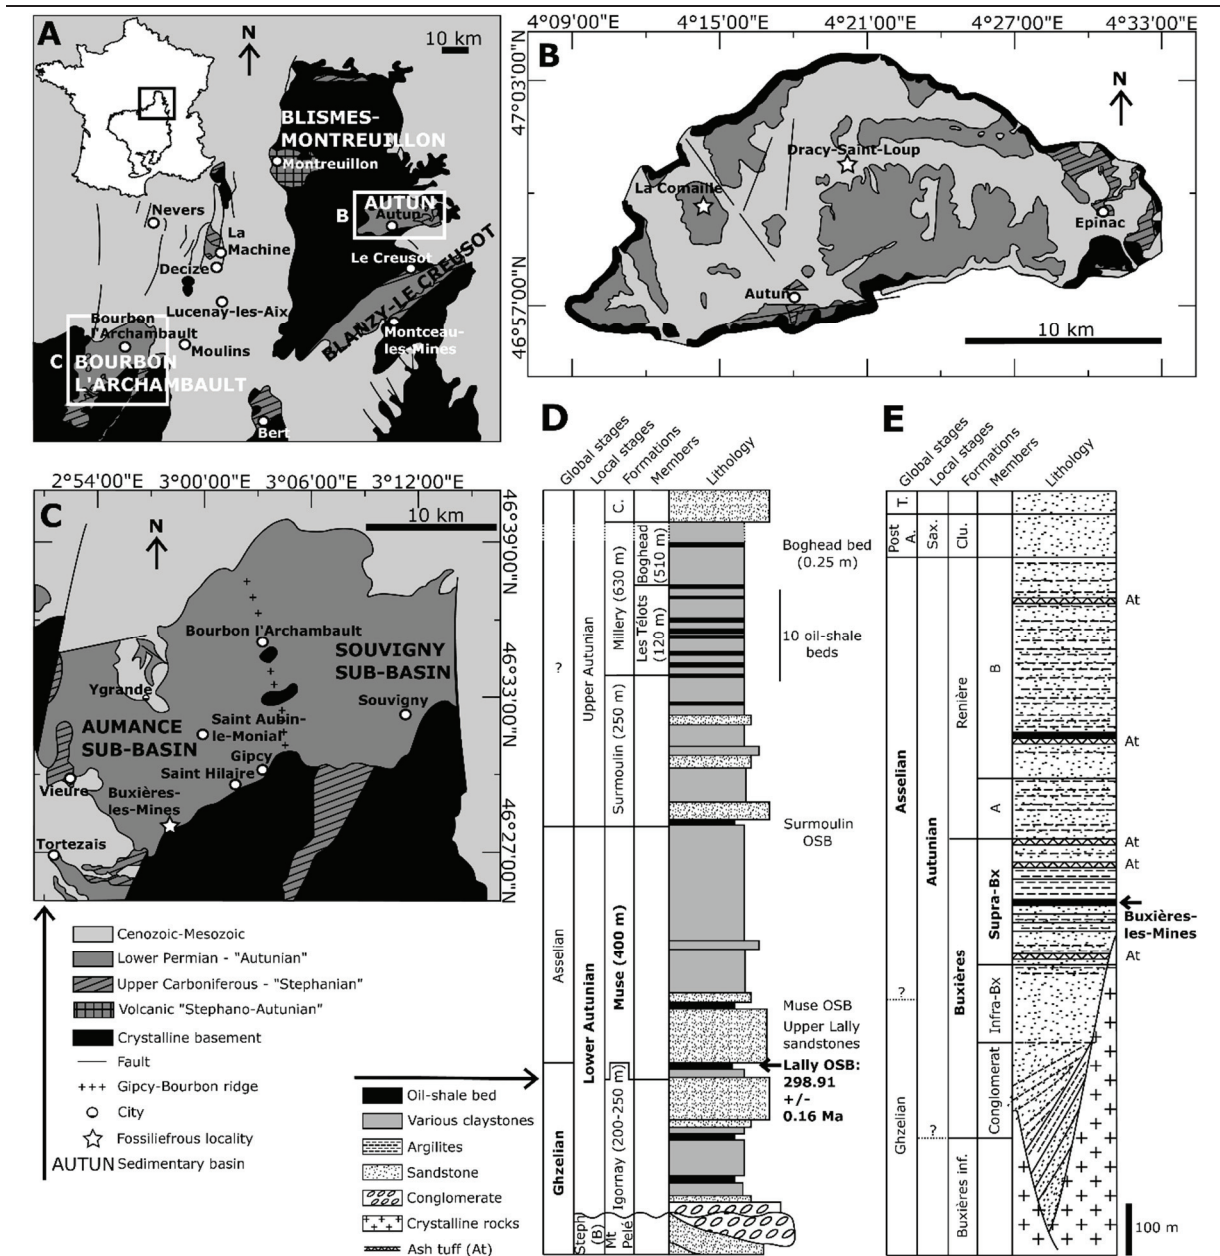 A
N
10 km
BLISMES-
MONTREUILLON
Montreuillon
Nevers
La
Machine
Decize
B
AUTUN
Autun
Le Creusot
BLANZY-LE CREUSOT
Lucenay-les-Aix
Bourbon
l'Archambault
Moulins
Montceau-
les-Mines
C
BOURBON
L'ARCHAMBAULT
Bert
4°09'00"E
4°15'00"E
4°21'00"E
4°27'00"E
4°33'00"E
B
47°03'00"N
46°57'00"N
N
Dracy-Saint-Loup
La Comaille
Epinac
Autun
10 km
2°54'00"E
3°00'00"E
3°06'00"E
3°12'00"E
C
10 km
N
46°39'00"N
46°33'00"N
46°27'00"N
Bourbon l'Archambault
SOUVIGNY
SUB-BASIN
Ygrande
Souvigny
AUMANCE
SUB-BASIN
Saint Aubin-
le-Monial
Gipcy
Saint Hilaire
Vieure
Buxières-
les-Mines
Tortezais
Cenozoic-Mesozoic
Lower Permian - "Autunian"
Upper Carboniferous - "Stephanian"
Volcanic "Stephano-Autunian"
Crystalline basement
Fault
+++ Gipcy-Bourbon ridge
City
Fossiliefrous locality
AUTUN Sedimentary basin
Oil-shale bed
Various claystones
Argilites
Sandstone
Conglomerate
Crystalline rocks
Ash tuff (At)
D
Global stages
Local stages
Formations
Members
Lithology
C.
?
Upper Autunian
Millery (630 m)
Boghead
(510 m)
Les Télots
(120 m)
Surmoulin (250 m)
Asselian
Lower Autunian
Muse (400 m)
Ghzelian
Igornay (200-250 m)
Steph
(B)
Mt
Pelé
Boghead bed
(0.25 m)
10 oil-shale
beds
Surmoulin
OSB
Muse OSB
Upper Lally
sandstones
Lally OSB:
298.91
+/-
0.16 Ma
E
Global stages
Local stages
Formations
Members
Lithology
T.
Post
A.
Sax.
Clu.
Asselian
Autunian
Renière
B
A
Buxières
Supra-Bx
Infra-Bx
Conglomerat
?
Ghzelian
?
Buxières inf.
At
At
At
At
Buxières-
les-Mines
At
100 m